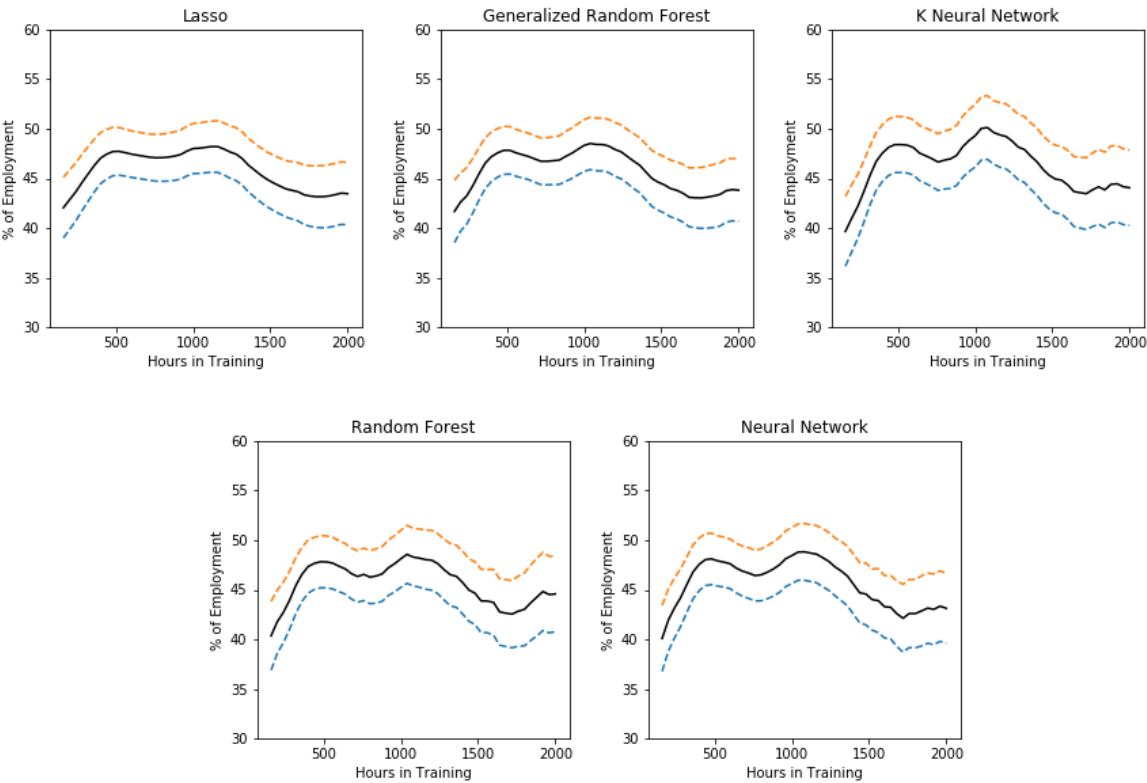 Lasso
60
55
50
45
40
35
30
% of Employment
500 1000 1500 2000
Hours in Training
Generalized Random Forest
60
55
50
45
40
35
30
% of Employment
500 1000 1500 2000
Hours in Training
K Neural Network
60
55
50
45
40
35
30
% of Employment
500 1000 1500 2000
Hours in Training
Random Forest
60
55
50
45
40
35
30
% of Employment
500 1000 1500 2000
Hours in Training
Neural Network
60
55
50
45
40
35
30
% of Employment
500 1000 1500 2000
Hours in Training